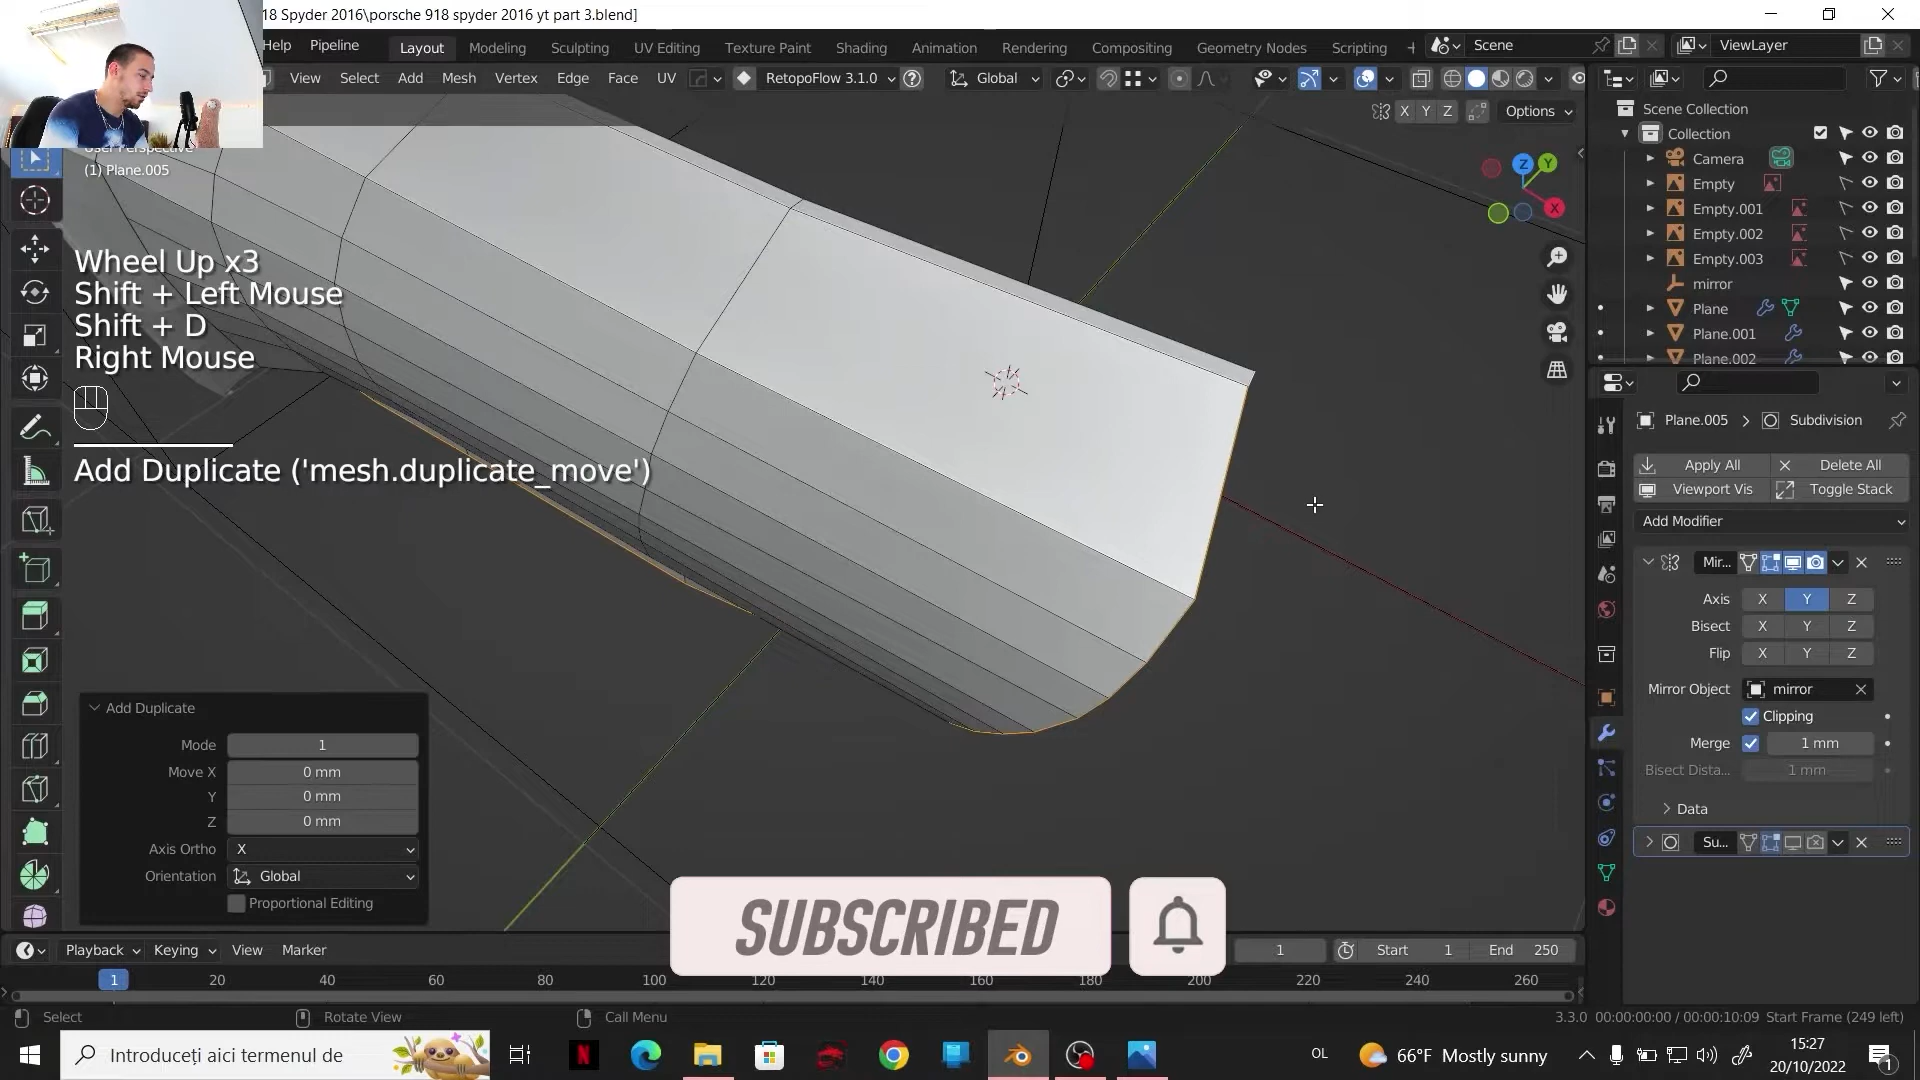 18 Spyder 2016\porsche 918 spyder 2016 yt part 3.blend]
Help Pipeline Layout Modeling Sculpting UV Editing Texture Paint Shading Animation Rendering Compositing Geometry Nodes Scripting + Scene ViewLayer
View Select Add Mesh Vertex Edge Face UV RetopoFlow 3.1.0 Global
X Y Z Options
(1) Plane.005
Z Y X
Wheel Up x3
Shift + Left Mouse
Shift + D
Right Mouse
Add Duplicate ('mesh.duplicate_move')
Add Duplicate
Mode 1
Move X 0 mm
Y 0 mm
Z 0 mm
Axis Ortho X
Orientation Global
Proportional Editing
Scene Collection
Collection
Camera
Empty
Empty.001
Empty.002
Empty.003
mirror
Plane
Plane.001
Plane.002
Plane.005 > Subdivision
Apply All Delete All
Viewport Vis Toggle Stack
Add Modifier
Mir...
Axis X Y Z
Bisect X Y Z
Flip X Y Z
Mirror Object mirror
Clipping
Merge 1 mm
Bisect Dista... 1 mm
Data
Su...
SUBSCRIBED
Playback Keying View Marker 1 Start 1 End 250
1 20 40 60 80 100 120 140 160 180 200 220 240 260
Select Rotate View Call Menu 3.3.0 00:00:00:00 / 00:00:10:09 Start Frame (249 left)
Introduceți aici termenul de OL 66°F Mostly sunny 15:27
20/10/2022 1